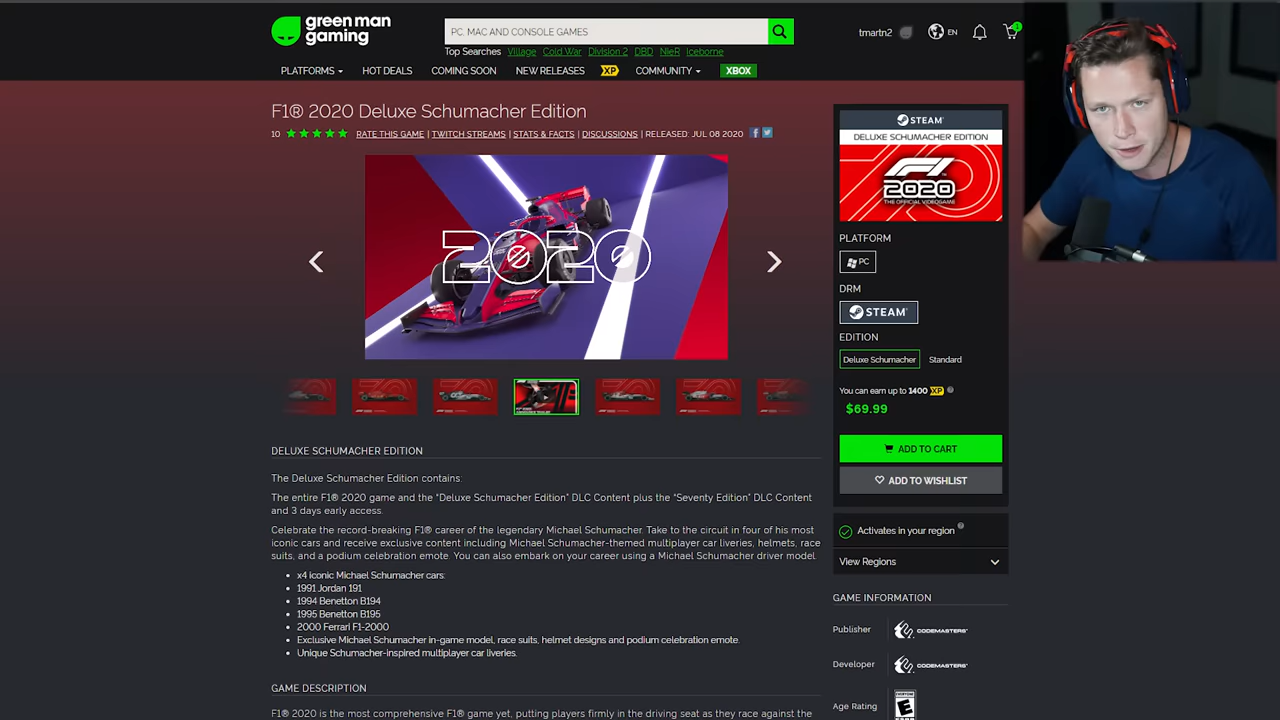 green man gaming
PC, MAC AND CONSOLE GAMES
Top Searches Village Cold War Division 2 DBD NieR Iceborne
tmartn2 EN 1
PLATFORMS HOT DEALS COMING SOON NEW RELEASES XP COMMUNITY XBOX
F1® 2020 Deluxe Schumacher Edition
10 RATE THIS GAME | TWITCH STREAMS | STATS & FACTS | DISCUSSIONS | RELEASED: JUL 08 2020
2020
DELUXE SCHUMACHER EDITION
The Deluxe Schumacher Edition contains:
The entire F1® 2020 game and the "Deluxe Schumacher Edition" DLC Content plus the "Seventy Edition" DLC Content
and 3 days early access.
Celebrate the record-breaking F1® career of the legendary Michael Schumacher. Take to the circuit in four of his most
iconic cars and receive exclusive content including Michael Schumacher-themed multiplayer car liveries, helmets, race
suits, and a podium celebration emote. You can also embark on your career using a Michael Schumacher driver model
x4 iconic Michael Schumacher cars:
1991 Jordan 191
1994 Benetton B194
1995 Benetton B195
2000 Ferrari F1-2000
Exclusive Michael Schumacher in-game model, race suits, helmet designs and podium celebration emote.
Unique Schumacher-inspired multiplayer car liveries.
GAME DESCRIPTION
F1® 2020 is the most comprehensive F1® game yet, putting players firmly in the driving seat as they race against the
STEAM
DELUXE SCHUMACHER EDITION
F1
2020
THE OFFICIAL VIDEOGAME
PLATFORM
PC
DRM
STEAM
EDITION
Deluxe Schumacher Standard
You can earn up to 1400 XP
$69.99
ADD TO CART
ADD TO WISHLIST
Activates in your region
View Regions
GAME INFORMATION
Publisher CODEMASTERS
Developer CODEMASTERS
Age Rating E